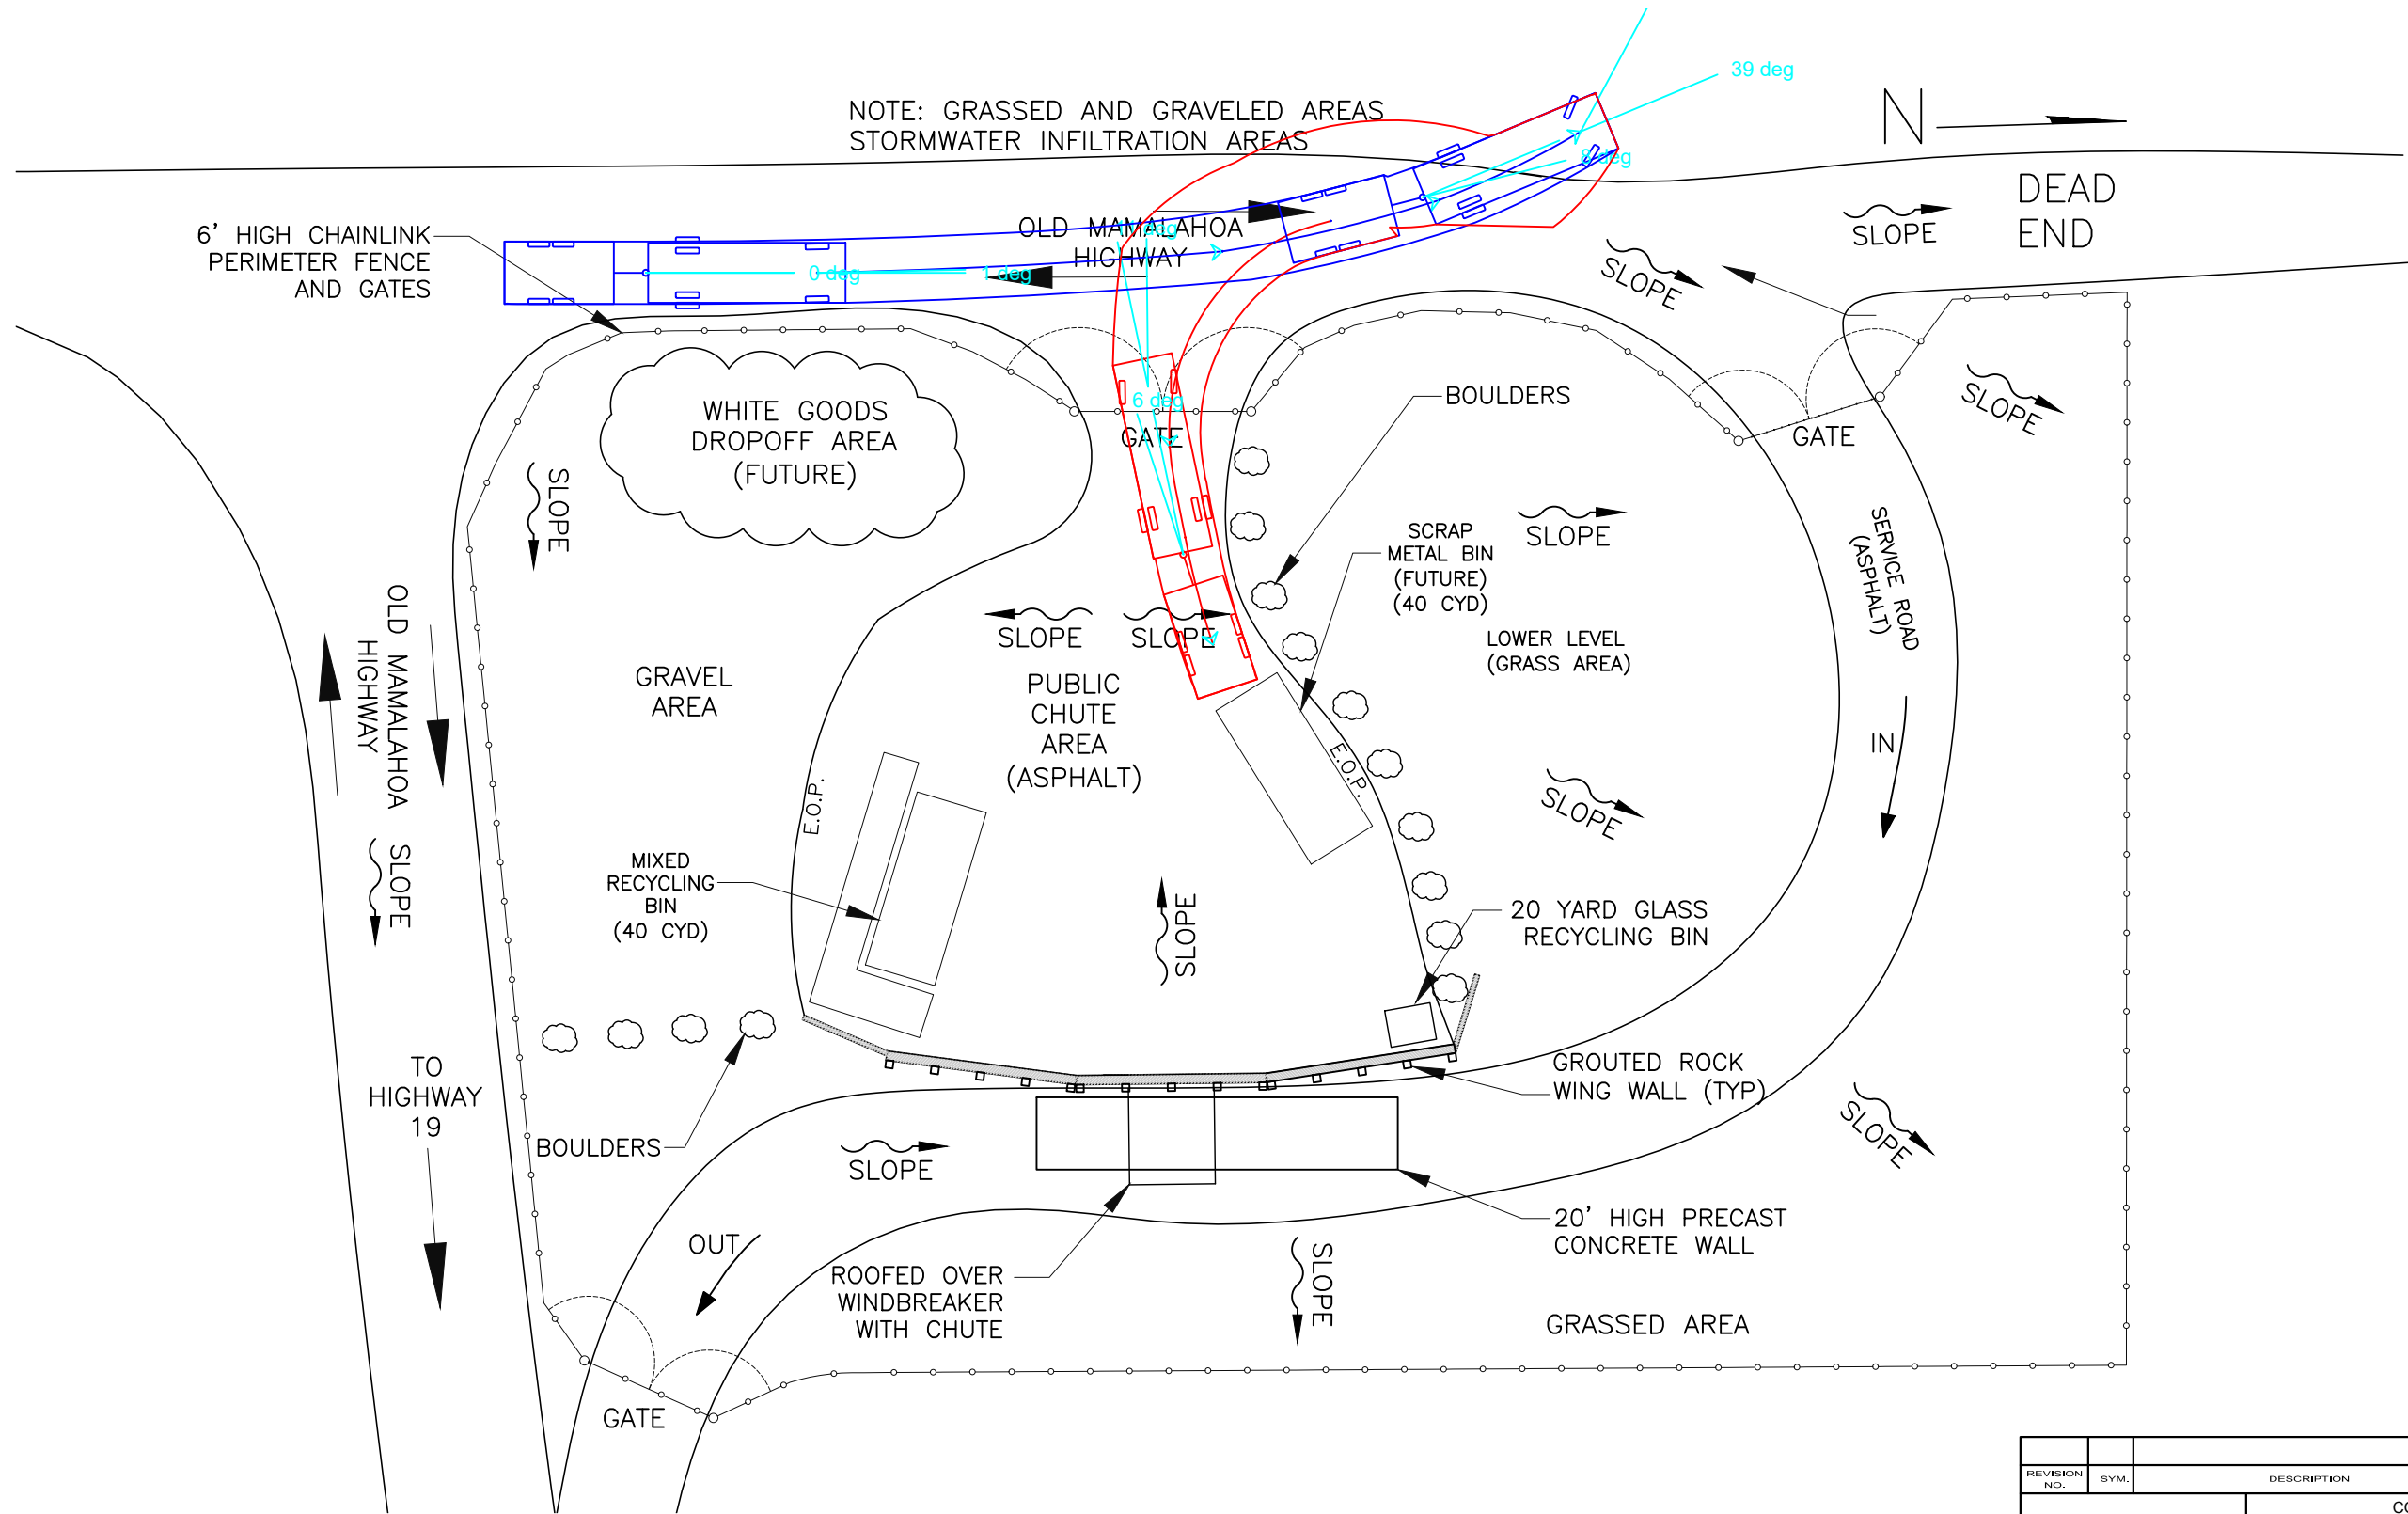 39 deg
N
NOTE: GRASSED AND GRAVELED AREAS
STORMWATER INFILTRATION AREAS
8 deg
DEAD
END
SLOPE
6' HIGH CHAINLINK
PERIMETER FENCE
AND GATES
OLD MAMALAHOA
HIGHWAY
deg
0 deg
1 deg
SLOPE
SLOPE
BOULDERS
6 deg
GATE
GATE
WHITE GOODS
DROPOFF AREA
(FUTURE)
SLOPE
SCRAP
METAL BIN
(FUTURE)
(40 CYD)
SLOPE
SERVICE ROAD
(ASPHALT)
OLD MAMALAHOA
HIGHWAY
SLOPE
SLOPE
LOWER LEVEL
(GRASS AREA)
GRAVEL
AREA
PUBLIC
CHUTE
AREA
(ASPHALT)
E.O.P.
E.O.P.
IN
SLOPE
SLOPE
MIXED
RECYCLING
BIN
(40 CYD)
SLOPE
20 YARD GLASS
RECYCLING BIN
TO
HIGHWAY
19
BOULDERS
SLOPE
GROUTED ROCK
WING WALL (TYP)
SLOPE
OUT
20' HIGH PRECAST
CONCRETE WALL
ROOFED OVER
WINDBREAKER
WITH CHUTE
SLOPE
GRASSED AREA
GATE
REVISION
NO.
SYM.
DESCRIPTION
CO